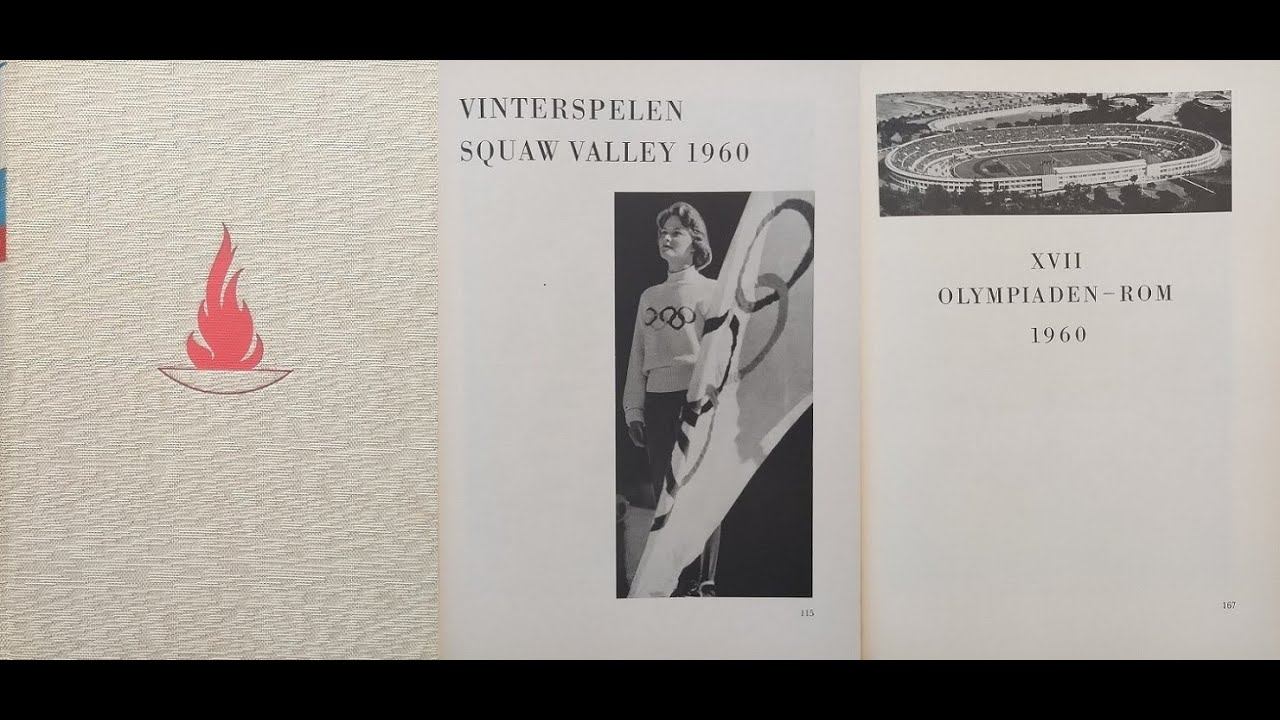 VINTERSPELEN
SQUAW VALLEY 1960
115
XVII
OLYMPIADEN–ROM
1960
167